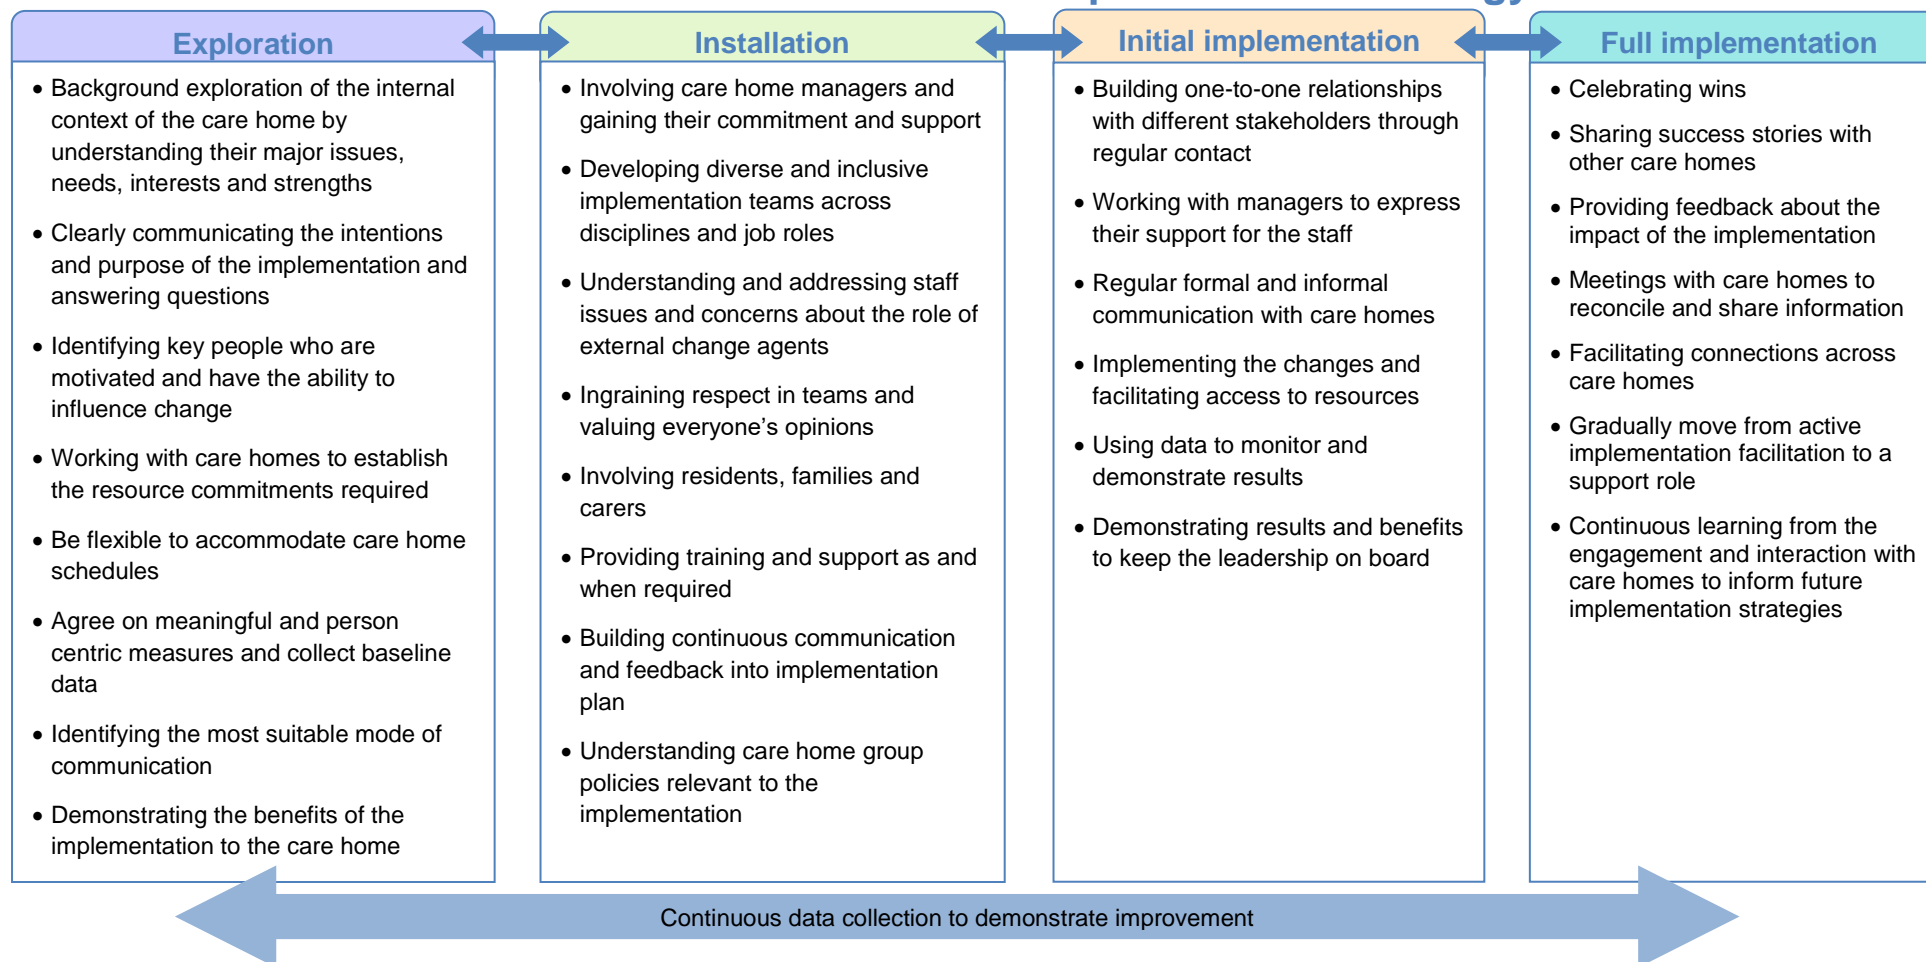 Exploration
• Background exploration of the internal
context of the care home by
understanding their major issues,
needs, interests and strengths
• Clearly communicating the intentions
and purpose of the implementation and
answering questions
• Identifying key people who are
motivated and have the ability to
influence change
• Working with care homes to establish
the resource commitments required
• Be flexible to accommodate care home
schedules
• Agree on meaningful and person
centric measures and collect baseline
data
• Identifying the most suitable mode of
communication
• Demonstrating the benefits of the
implementation to the care home
Installation
• Involving care home managers and
gaining their commitment and support
• Developing diverse and inclusive
implementation teams across
disciplines and job roles
• Understanding and addressing staff
issues and concerns about the role of
external change agents
• Ingraining respect in teams and
valuing everyone’s opinions
• Involving residents, families and
carers
• Providing training and support as and
when required
• Building continuous communication
and feedback into implementation
plan
• Understanding care home group
policies relevant to the
implementation
Initial implementation
• Building one-to-one relationships
with different stakeholders through
regular contact
• Working with managers to express
their support for the staff
• Regular formal and informal
communication with care homes
• Implementing the changes and
facilitating access to resources
• Using data to monitor and
demonstrate results
• Demonstrating results and benefits
to keep the leadership on board
Full implementation
• Celebrating wins
• Sharing success stories with
other care homes
• Providing feedback about the
impact of the implementation
• Meetings with care homes to
reconcile and share information
• Facilitating connections across
care homes
• Gradually move from active
implementation facilitation to a
support role
• Continuous learning from the
engagement and interaction with
care homes to inform future
implementation strategies
Continuous data collection to demonstrate improvement